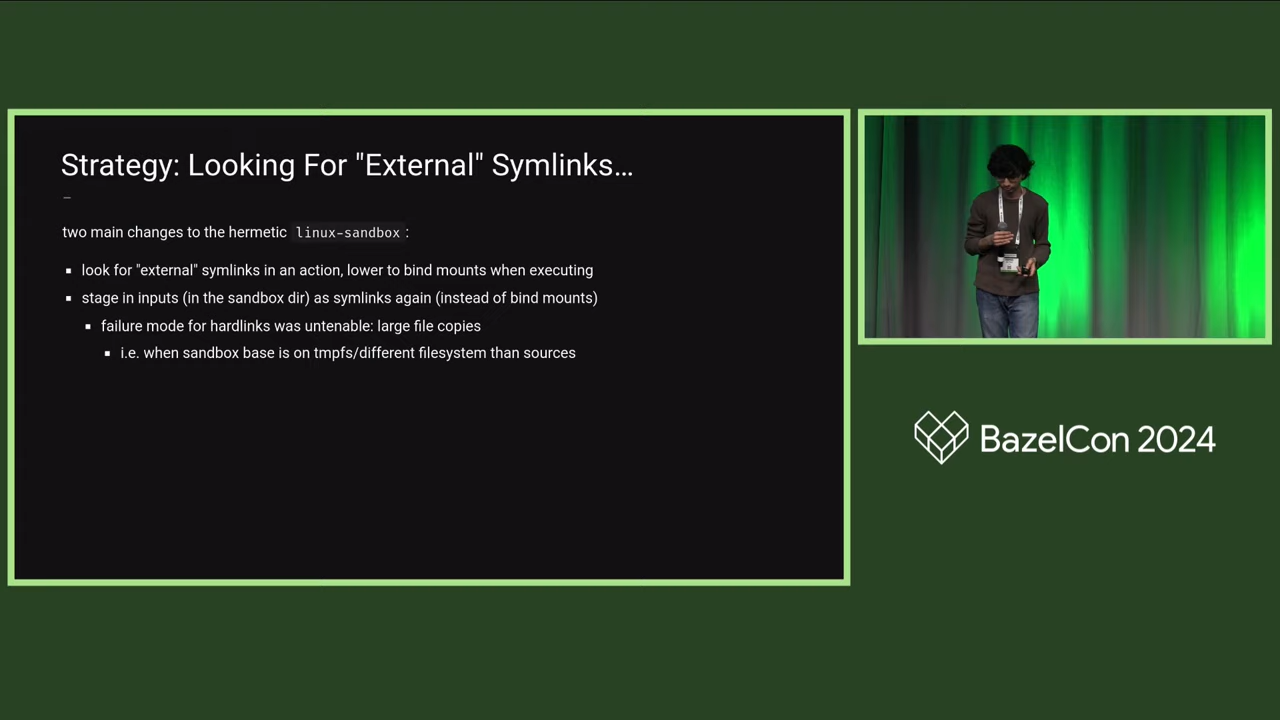 Strategy: Looking For "External" Symlinks…
two main changes to the hermetic linux-sandbox:
▪ look for "external" symlinks in an action, lower to bind mounts when executing
▪ stage in inputs (in the sandbox dir) as symlinks again (instead of bind mounts)
▪ failure mode for hardlinks was untenable: large file copies
▪ i.e. when sandbox base is on tmpfs/different filesystem than sources
BazelCon 2024